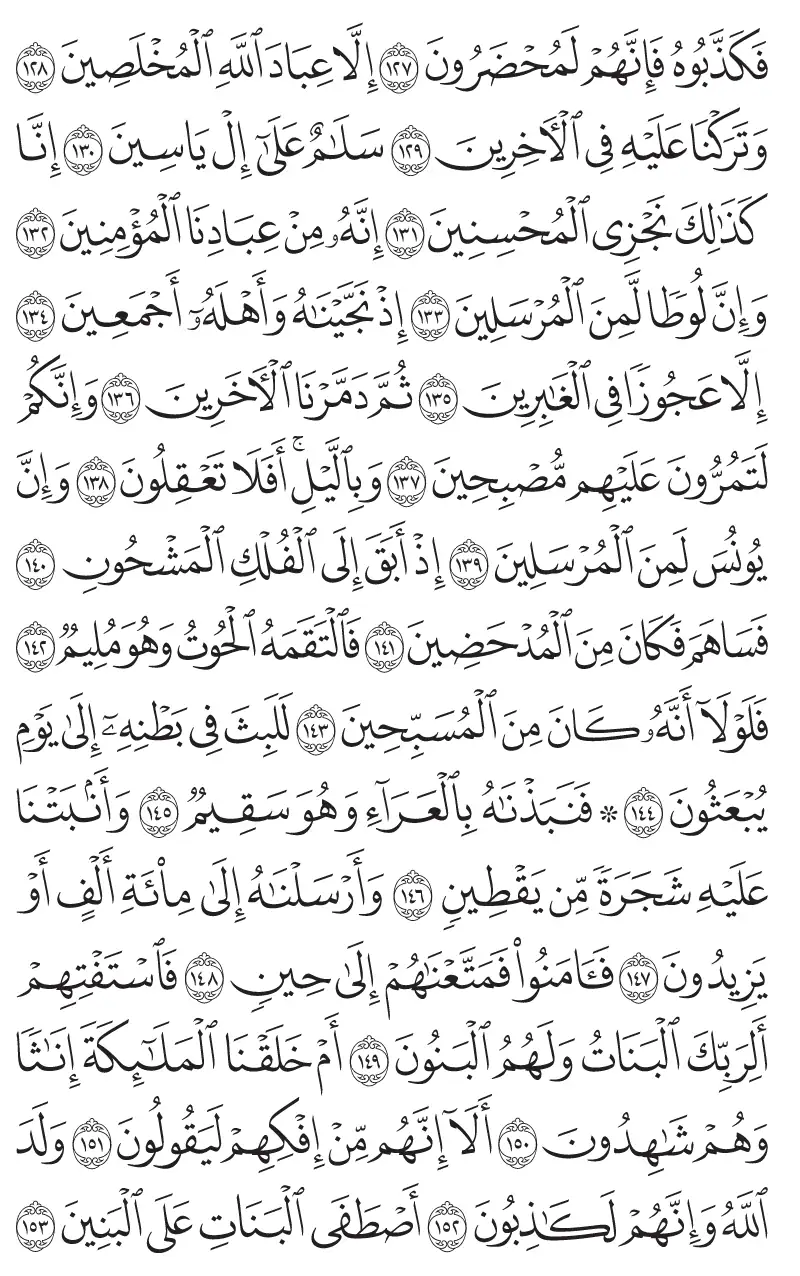 فَكَذَّبُوهُ فَإِنَّهُمْ لَمُحْضَرُونَ ١٢٧ إِلَّا عِبَادَ ٱللَّهِ ٱلْمُخْلَصِينَ ١٢٨
وَتَرَكْنَا عَلَيْهِ فِى ٱلْـَٔاخِرِينَ ١٢٩ سَلَـٰمٌ عَلَىٰٓ إِلْ يَاسِينَ ١٣٠ إِنَّا
كَذَٰلِكَ نَجْزِى ٱلْمُحْسِنِينَ ١٣١ إِنَّهُۥ مِنْ عِبَادِنَا ٱلْمُؤْمِنِينَ ١٣٢
وَإِنَّ لُوطًا لَّمِنَ ٱلْمُرْسَلِينَ ١٣٣ إِذْ نَجَّيْنَـٰهُ وَأَهْلَهُۥٓ أَجْمَعِينَ ١٣٤
إِلَّا عَجُوزًا فِى ٱلْغَـٰبِرِينَ ١٣٥ ثُمَّ دَمَّرْنَا ٱلْـَٔاخَرِينَ ١٣٦ وَإِنَّكُمْ
لَتَمُرُّونَ عَلَيْهِم مُّصْبِحِينَ ١٣٧ وَبِٱلَّيْلِ ۗ أَفَلَا تَعْقِلُونَ ١٣٨ وَإِنَّ
يُونُسَ لَمِنَ ٱلْمُرْسَلِينَ ١٣٩ إِذْ أَبَقَ إِلَى ٱلْفُلْكِ ٱلْمَشْحُونِ ١٤٠
فَسَاهَمَ فَكَانَ مِنَ ٱلْمُدْحَضِينَ ١٤١ فَٱلْتَقَمَهُ ٱلْحُوتُ وَهُوَ مُلِيمٌ ١٤٢
فَلَوْلَآ أَنَّهُۥ كَانَ مِنَ ٱلْمُسَبِّحِينَ ١٤٣ لَلَبِثَ فِى بَطْنِهِۦٓ إِلَىٰ يَوْمِ
يُبْعَثُونَ ١٤٤ * فَنَبَذْنَـٰهُ بِٱلْعَرَآءِ وَهُوَ سَقِيمٌ ١٤٥ وَأَنۢبَتْنَا
عَلَيْهِ شَجَرَةً مِّن يَقْطِينٍ ١٤٦ وَأَرْسَلْنَـٰهُ إِلَىٰ مِا۟ئَةِ أَلْفٍ أَوْ
يَزِيدُونَ ١٤٧ فَـَٔامَنُوا۟ فَمَتَّعْنَـٰهُمْ إِلَىٰ حِينٍ ١٤٨ فَٱسْتَفْتِهِمْ
أَلِرَبِّكَ ٱلْبَنَاتُ وَلَهُمُ ٱلْبَنُونَ ١٤٩ أَمْ خَلَقْنَا ٱلْمَلَـٰٓئِكَةَ إِنَـٰثًا
وَهُمْ شَـٰهِدُونَ ١٥٠ أَلَآ إِنَّهُم مِّنْ إِفْكِهِمْ لَيَقُولُونَ ١٥١ وَلَدَ
ٱللَّهُ وَإِنَّهُمْ لَكَـٰذِبُونَ ١٥٢ أَصْطَفَى ٱلْبَنَاتِ عَلَى ٱلْبَنِينَ ١٥٣